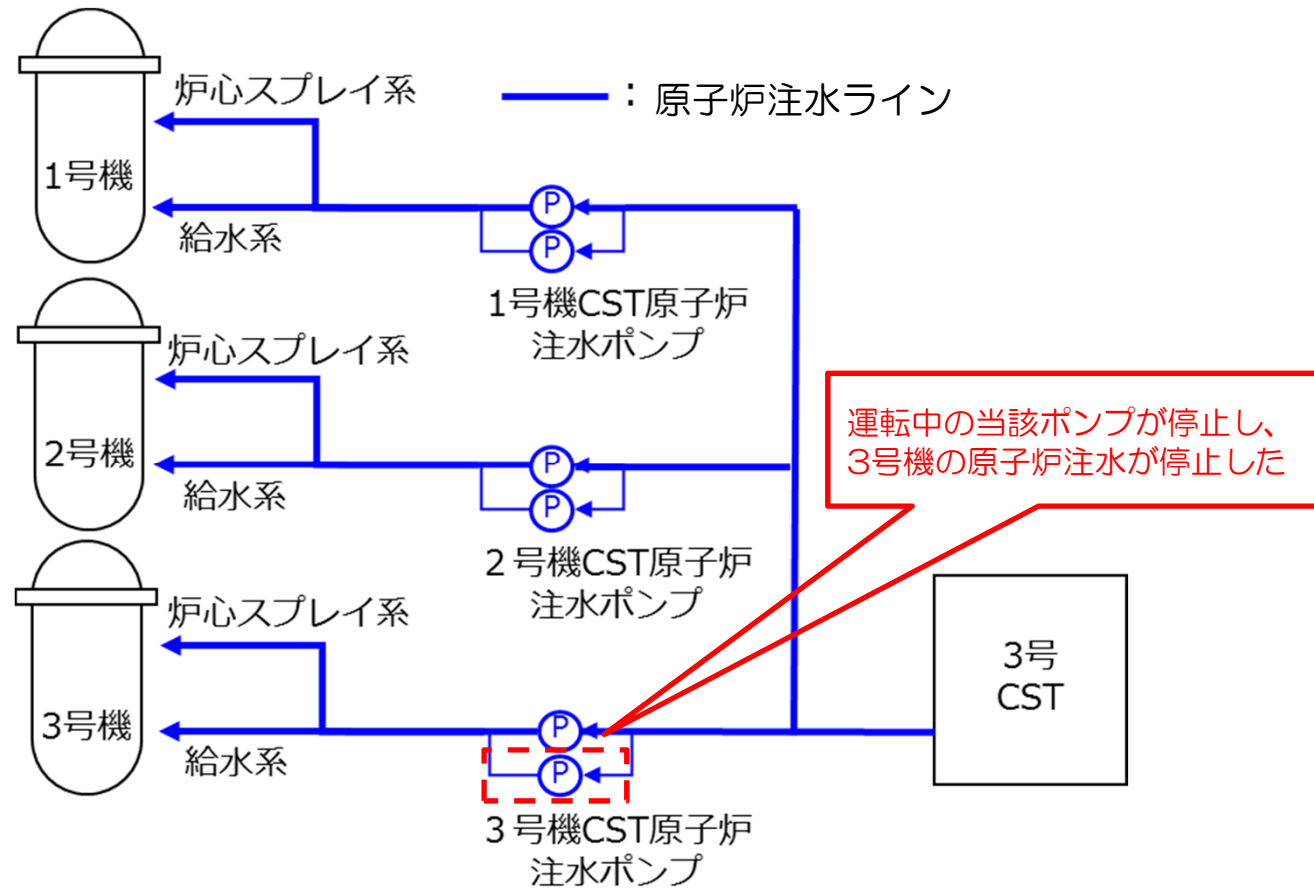 炉心スプレイ系
：原子炉注水ライン
1号機
P
P
給水系
1号機CST原子炉
注水ポンプ
炉心スプレイ系
2号機
P
P
給水系
２号機CST原子炉
注水ポンプ
運転中の当該ポンプが停止し、
３号機の原子炉注水が停止した
炉心スプレイ系
3号機
P
P
給水系
３号機CST原子炉
注水ポンプ
3号
CST